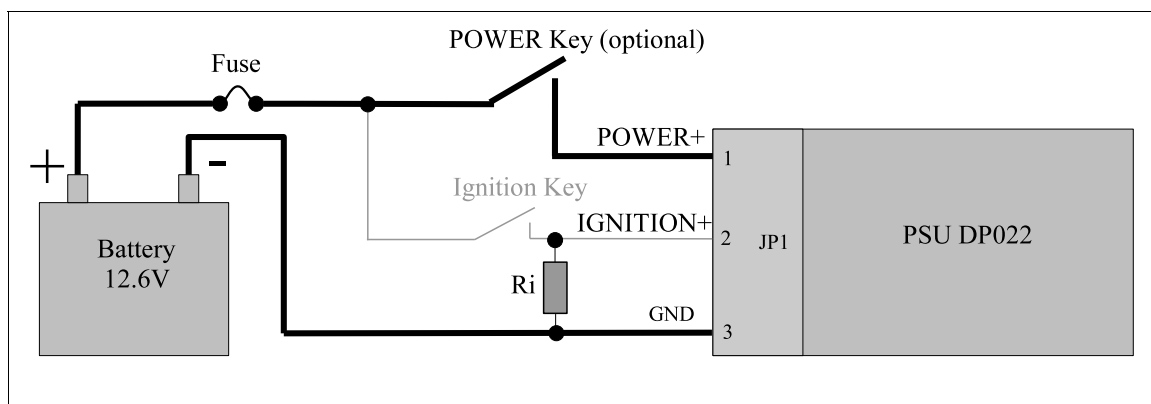 POWER Key (optional)
Fuse
POWER+
1
+
-
Ignition Key
IGNITION+
2
JP1
PSU DP022
Battery
12.6V
Ri
GND
3